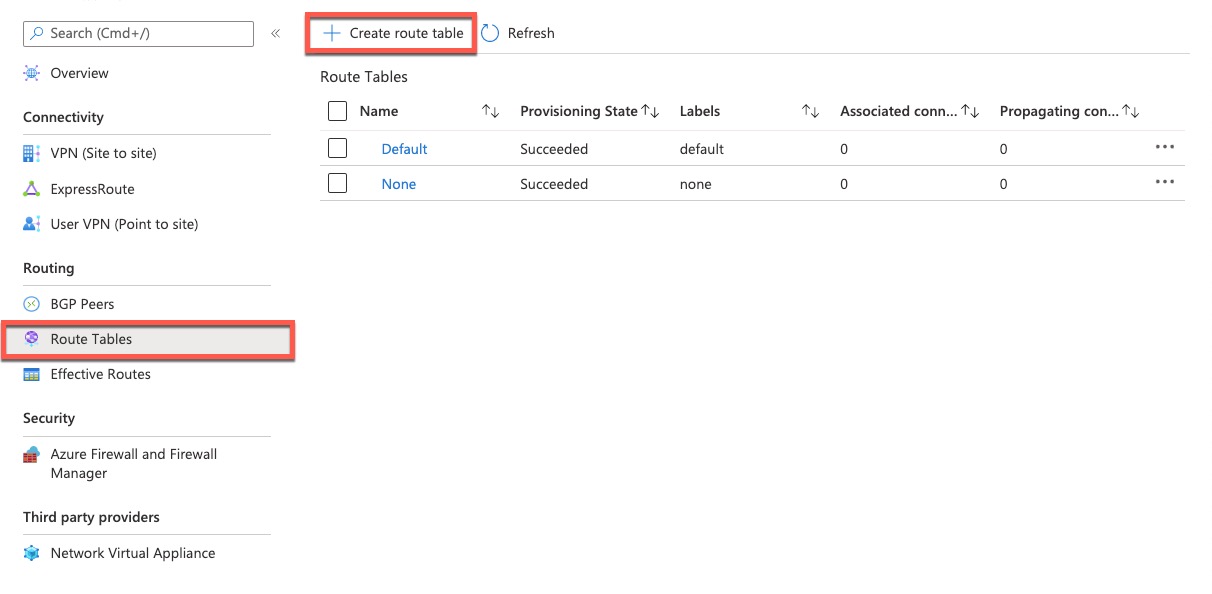 Search (Cmd+/)
«
Overview
Connectivity
VPN (Site to site)
ExpressRoute
User VPN (Point to site)
Routing
BGP Peers
Route Tables
Effective Routes
Security
Azure Firewall and Firewall
Manager
Third party providers
Network Virtual Appliance
Create route table Refresh
Route Tables
Name Provisioning State Labels Associated conn... Propagating con...
Default Succeeded default 0 0
None Succeeded none 0 0